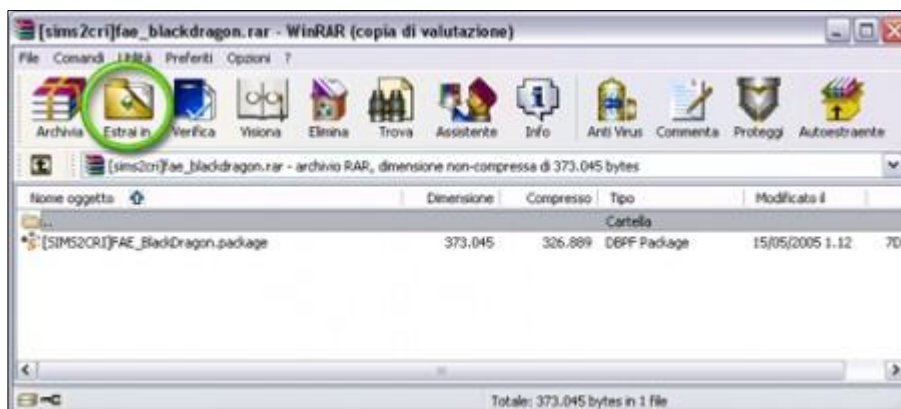 [sims2cri]fae_blackdragon.rar - WinRAR (copia di valutazione)
File Comandi Utilità Preferiti Opzioni ?
Archivia Estrai in Verifica Visiona Elimina Trova Assistente Info Anti Virus Commenta Proteggi Autoestraente
[sims2cri]fae_blackdragon.rar - archivio RAR, dimensione non-compressa di 373.045 bytes
Nome oggetto Dimensione Compresso Tipo Modificato il
.. Cartella
[SIMS2CRI]FAE_BlackDragon.package 373.045 326.889 DBPF Package 15/05/2005 1.12 7D
Totale: 373.045 bytes in 1 file